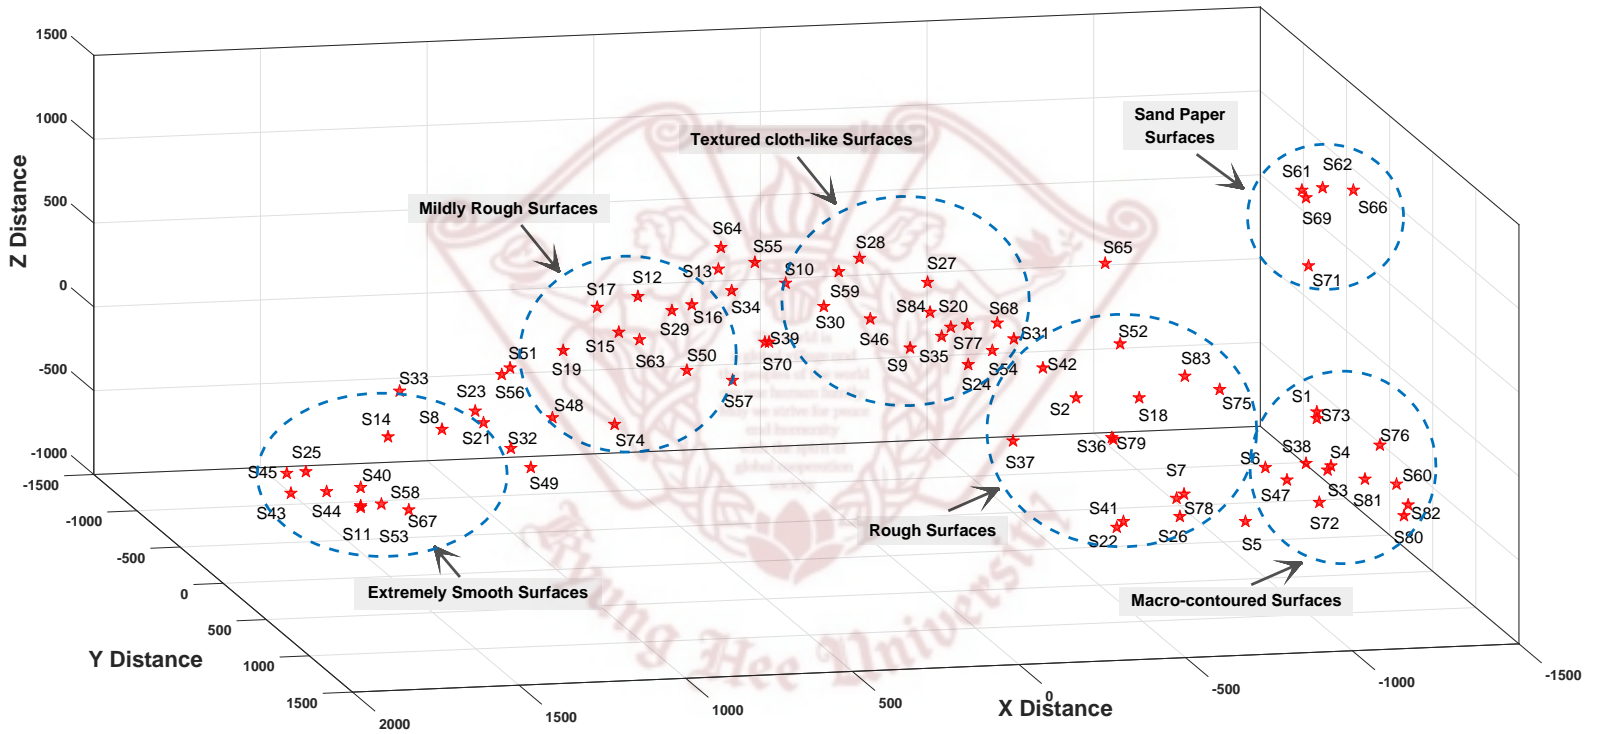 1500
1000
500
0
-500
-1000
Z Distance
-1500
-1000
-500
0
500
1000
1500
Y Distance
2000
1500
1000
500
0
-500
-1000
-1500
X Distance
Sand Paper
Surfaces
Textured cloth-like Surfaces
Mildly Rough Surfaces
Rough Surfaces
Extremely Smooth Surfaces
Macro-contoured Surfaces
S61
S62
S69
S66
S71
S64
S55
S28
S65
S13
S10
S27
S12
S17
S59
S34
S16
S30
S84
S20
S68
S29
S46
S31
S52
S15
S63
S39
S70
S9
S35
S77
S54
S24
S42
S19
S50
S57
S83
S75
S51
S56
S33
S23
S48
S2
S18
S1
S73
S14
S8
S21
S74
S36
S79
S76
S32
S37
S25
S45
S49
S40
S6
S38
S4
S7
S47
S3
S81
S60
S43
S44
S58
S67
S11
S53
S41
S78
S22
S26
S5
S72
S82
S80
Kyung Hee University